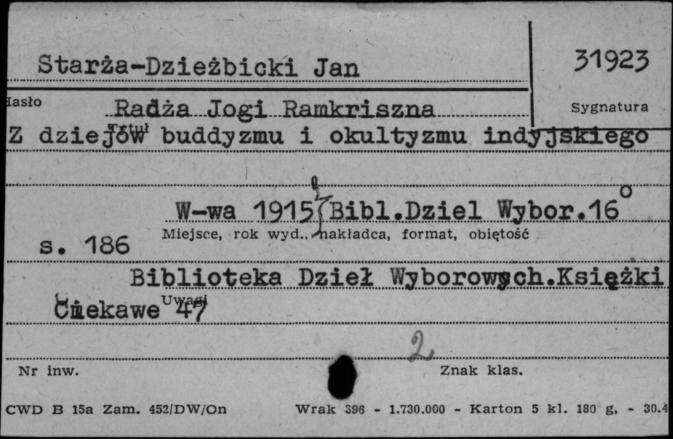 Starża-Dzieżbicki Jan
31923
Hasło
Radża Jogi Ramkriszna
Sygnatura
Tytuł
Z dziejów buddyzmu i okultyzmu indyjskiego
W-wa 1915 Bibl.Dziel Wybor.16°
s. 186
Miejsce, rok wyd., nakładca, format, objętość
Biblioteka Dzieł Wyborowych.Książki
Ciekawe 47
Uwagi
2
Nr inw.
Znak klas.
CWD B 15a Zam. 452/DW/On Wrak 396 - 1.730.000 - Karton 5 kl. 180 g, - 30.4